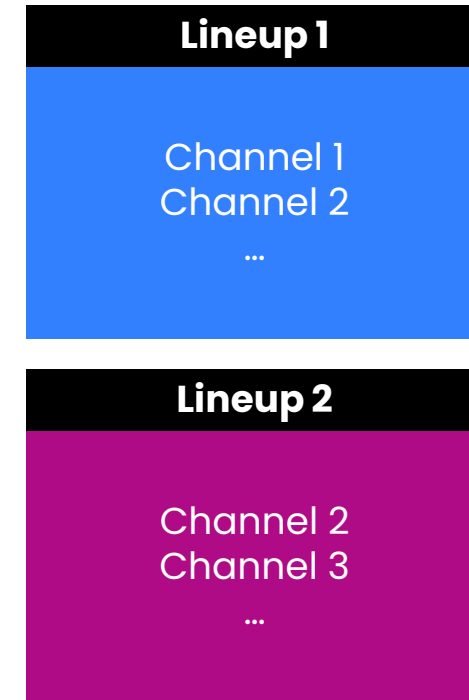 Lineup 1
Channel 1
Channel 2
...
Lineup 2
Channel 2
Channel 3
...